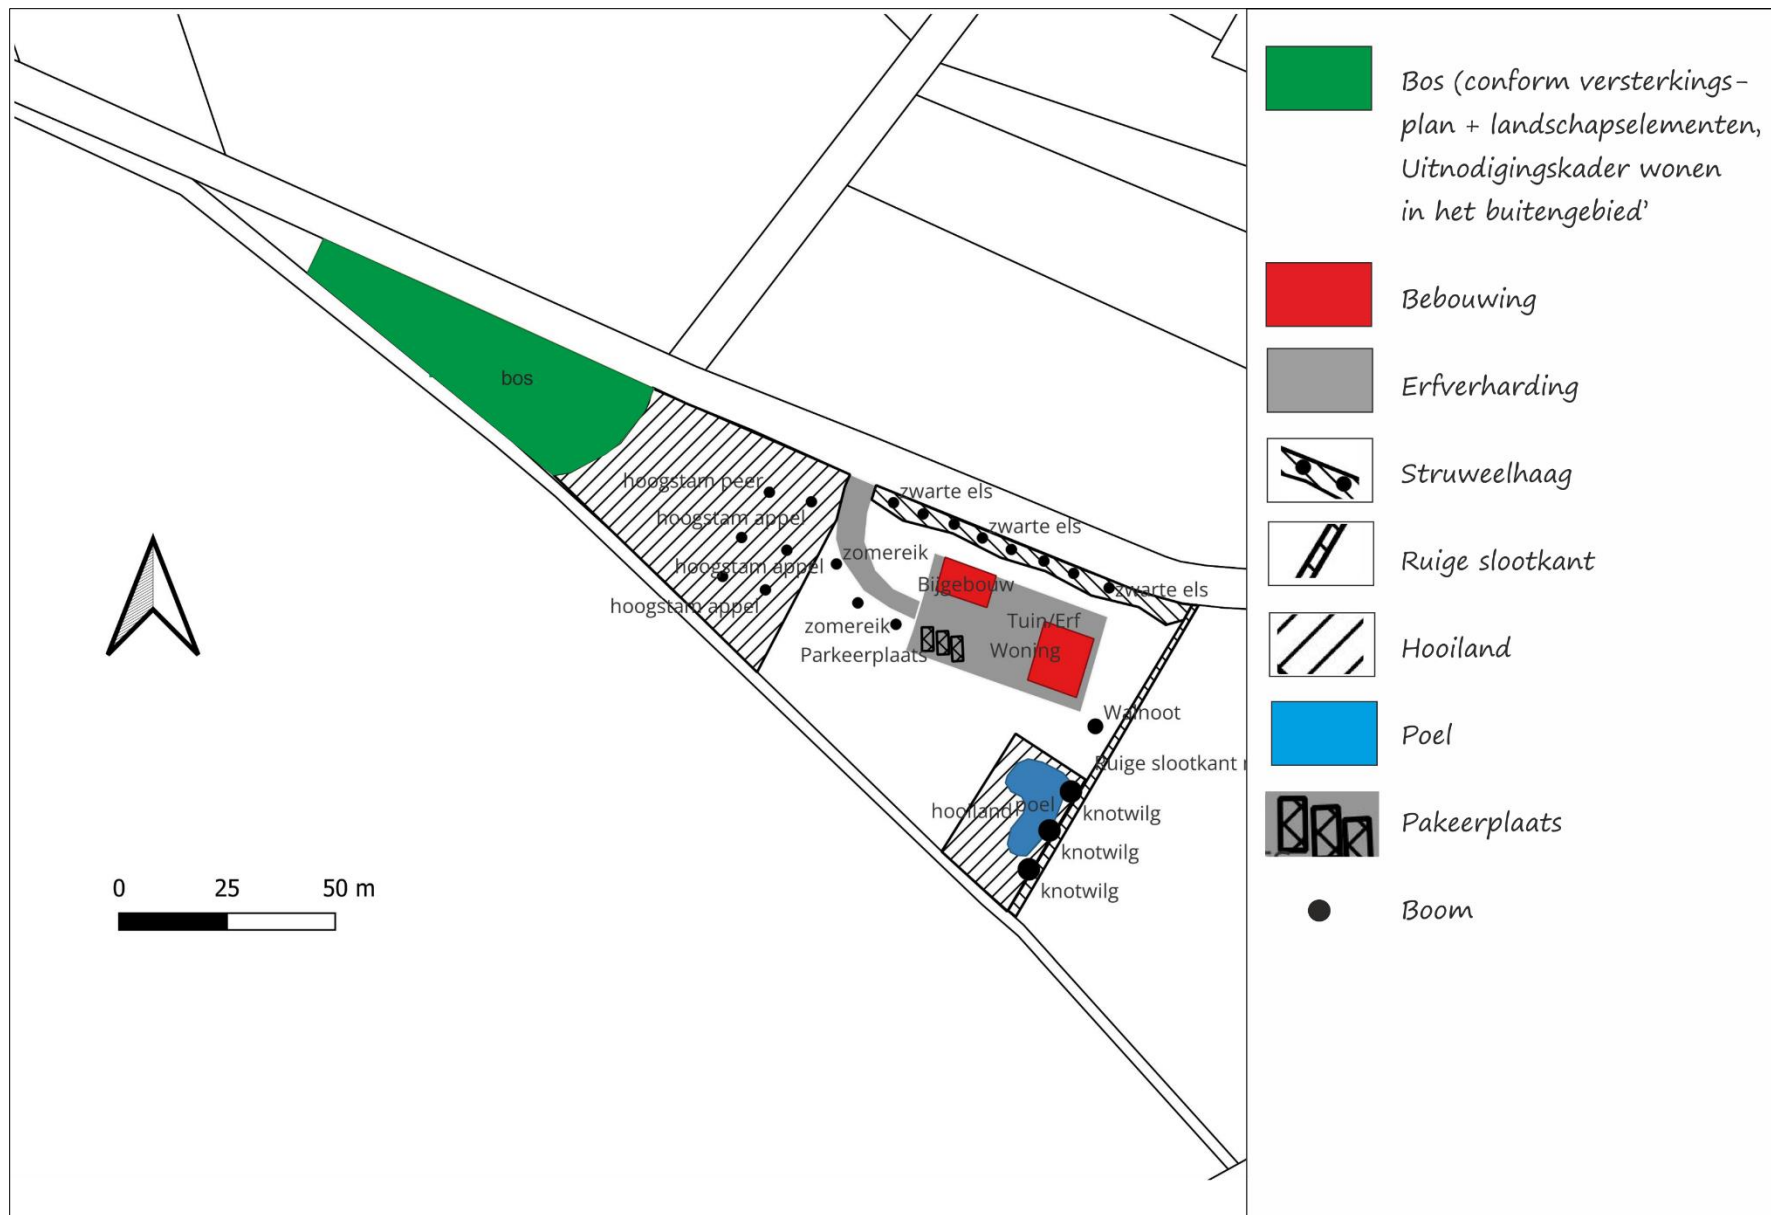 bos
hoogstam peer
hoogstam appel
hoogstam appel
hoogstam appel
zwarte els
zwarte els
zwarte els
zomereik
zomereik
Parkeerplaats
Bijgebouw
Tuin/Erf
Woning
Walnoot
Ruige slootkant
hooiland
poel
knotwilg
knotwilg
knotwilg
0 25 50 m
Bos (conform versterkings-
plan + landschapselementen,
Uitnodigingskader wonen
in het buitengebied'
Bebouwing
Erfverharding
Struweelhaag
Ruige slootkant
Hooiland
Poel
Pakeerplaats
Boom